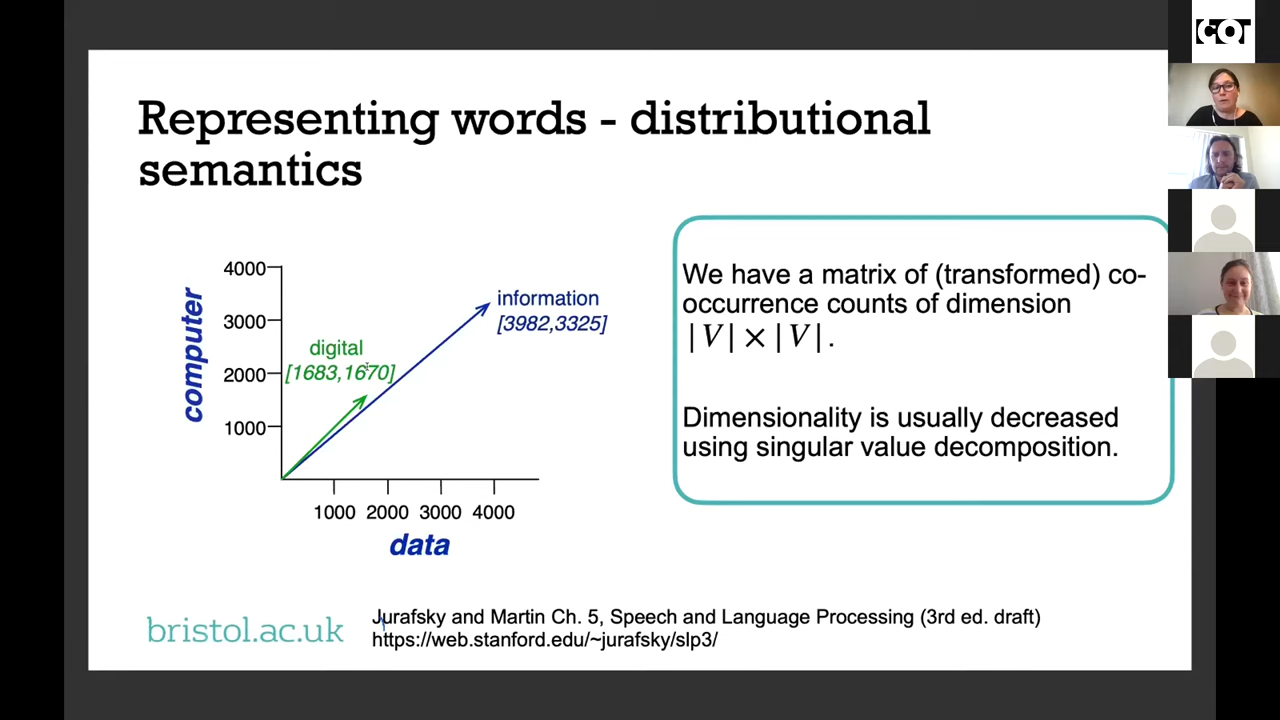 Representing words - distributional
semantics
4000
3000
2000
1000
computer
information
[3982,3325]
digital
[1683,1670]
1000 2000 3000 4000
data
We have a matrix of (transformed) co-
occurrence counts of dimension
|V| × |V|.
Dimensionality is usually decreased
using singular value decomposition.
bristol.ac.uk
Jurafsky and Martin Ch. 5, Speech and Language Processing (3rd ed. draft)
https://web.stanford.edu/~jurafsky/slp3/